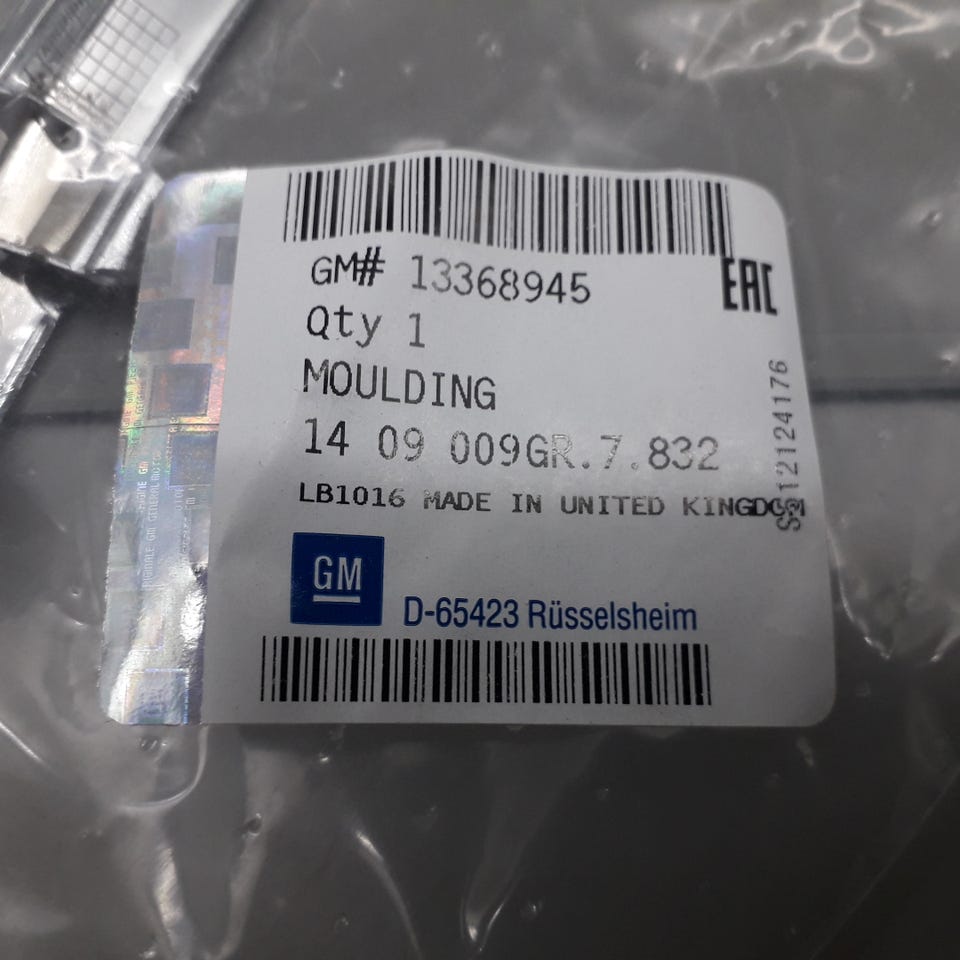 GM# 13368945
EAC
Qty 1
MOULDING
14 09 009GR.7.832
LB1016 MADE IN UNITED KINGDOM
GM
D-65423 Rüsselsheim